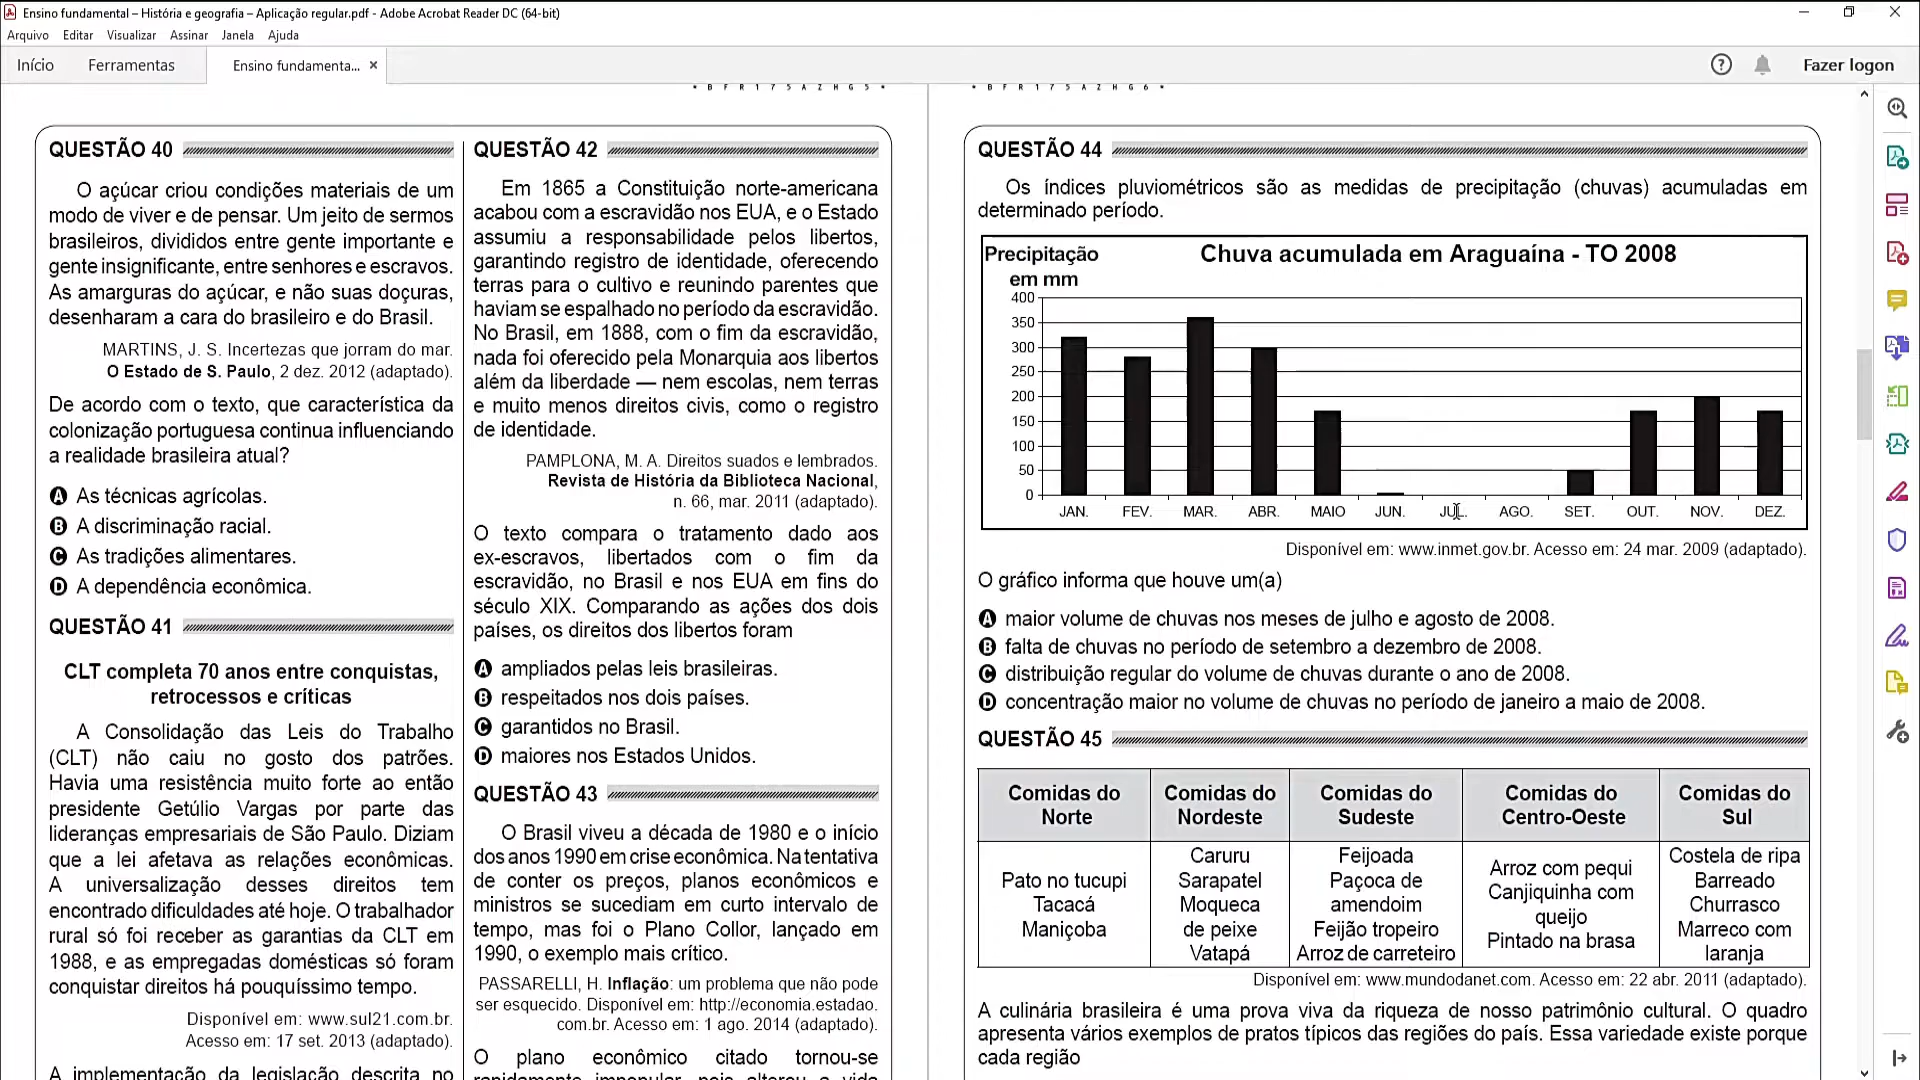 Ensino fundamental – História e geografia – Aplicação regular.pdf - Adobe Acrobat Reader DC (64-bit)
Arquivo Editar Visualizar Assinar Janela Ajuda
Início Ferramentas Ensino fundamenta... × Fazer logon
* B F R 1 7 5 A Z H G 5 *
QUESTÃO 40
O açúcar criou condições materiais de um
modo de viver e de pensar. Um jeito de sermos
brasileiros, divididos entre gente importante e
gente insignificante, entre senhores e escravos.
As amarguras do açúcar, e não suas doçuras,
desenharam a cara do brasileiro e do Brasil.
MARTINS, J. S. Incertezas que jorram do mar.
O Estado de S. Paulo, 2 dez. 2012 (adaptado).
De acordo com o texto, que característica da
colonização portuguesa continua influenciando
a realidade brasileira atual?
A As técnicas agrícolas.
B A discriminação racial.
C As tradições alimentares.
D A dependência econômica.
QUESTÃO 41
CLT completa 70 anos entre conquistas,
retrocessos e críticas
A Consolidação das Leis do Trabalho
(CLT) não caiu no gosto dos patrões.
Havia uma resistência muito forte ao então
presidente Getúlio Vargas por parte das
lideranças empresariais de São Paulo. Diziam
que a lei afetava as relações econômicas.
A universalização desses direitos tem
encontrado dificuldades até hoje. O trabalhador
rural só foi receber as garantias da CLT em
1988, e as empregadas domésticas só foram
conquistar direitos há pouquíssimo tempo.
Disponível em: www.sul21.com.br.
Acesso em: 17 set. 2013 (adaptado).
A implementação da legislação descrita no
QUESTÃO 42
Em 1865 a Constituição norte-americana
acabou com a escravidão nos EUA, e o Estado
assumiu a responsabilidade pelos libertos,
garantindo registro de identidade, oferecendo
terras para o cultivo e reunindo parentes que
haviam se espalhado no período da escravidão.
No Brasil, em 1888, com o fim da escravidão,
nada foi oferecido pela Monarquia aos libertos
além da liberdade — nem escolas, nem terras
e muito menos direitos civis, como o registro
de identidade.
PAMPLONA, M. A. Direitos suados e lembrados.
Revista de História da Biblioteca Nacional,
n. 66, mar. 2011 (adaptado).
O texto compara o tratamento dado aos
ex-escravos, libertados com o fim da
escravidão, no Brasil e nos EUA em fins do
século XIX. Comparando as ações dos dois
países, os direitos dos libertos foram
A ampliados pelas leis brasileiras.
B respeitados nos dois países.
C garantidos no Brasil.
D maiores nos Estados Unidos.
QUESTÃO 43
O Brasil viveu a década de 1980 e o início
dos anos 1990 em crise econômica. Na tentativa
de conter os preços, planos econômicos e
ministros se sucediam em curto intervalo de
tempo, mas foi o Plano Collor, lançado em
1990, o exemplo mais crítico.
PASSARELLI, H. Inflação: um problema que não pode
ser esquecido. Disponível em: http://economia.estadao.
com.br. Acesso em: 1 ago. 2014 (adaptado).
O plano econômico citado tornou-se
rapidamente impopular, pois alterou a vida
* B F R 1 7 5 A Z H G 6 *
QUESTÃO 44
Os índices pluviométricos são as medidas de precipitação (chuvas) acumuladas em
determinado período.
Precipitação
em mm
Chuva acumulada em Araguaína - TO 2008
400
350
300
250
200
150
100
50
0
JAN. FEV. MAR. ABR. MAIO JUN. JUL. AGO. SET. OUT. NOV. DEZ.
Disponível em: www.inmet.gov.br. Acesso em: 24 mar. 2009 (adaptado).
O gráfico informa que houve um(a)
A maior volume de chuvas nos meses de julho e agosto de 2008.
B falta de chuvas no período de setembro a dezembro de 2008.
C distribuição regular do volume de chuvas durante o ano de 2008.
D concentração maior no volume de chuvas no período de janeiro a maio de 2008.
QUESTÃO 45
Comidas do Norte
Comidas do Nordeste
Comidas do Sudeste
Comidas do Centro-Oeste
Comidas do Sul
Pato no tucupi
Tacacá
Maniçoba
Caruru
Sarapatel
Moqueca
de peixe
Vatapá
Feijoada
Paçoca de
amendoim
Feijão tropeiro
Arroz de carreteiro
Arroz com pequi
Canjiquinha com
queijo
Pintado na brasa
Costela de ripa
Barreado
Churrasco
Marreco com
laranja
Disponível em: www.mundodanet.com. Acesso em: 22 abr. 2011 (adaptado).
A culinária brasileira é uma prova viva da riqueza de nosso patrimônio cultural. O quadro
apresenta vários exemplos de pratos típicos das regiões do país. Essa variedade existe porque
cada região